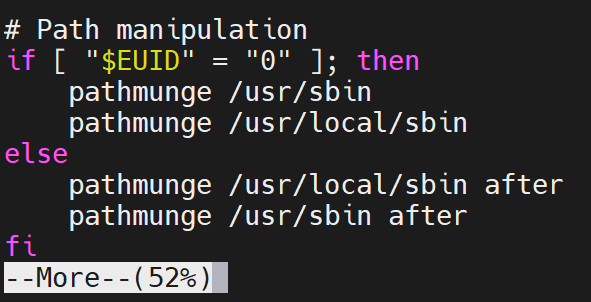 # Path manipulation
if [ "$EUID" = "0" ]; then
    pathmunge /usr/sbin
    pathmunge /usr/local/sbin
else
    pathmunge /usr/local/sbin after
    pathmunge /usr/sbin after
fi
--More--(52%)